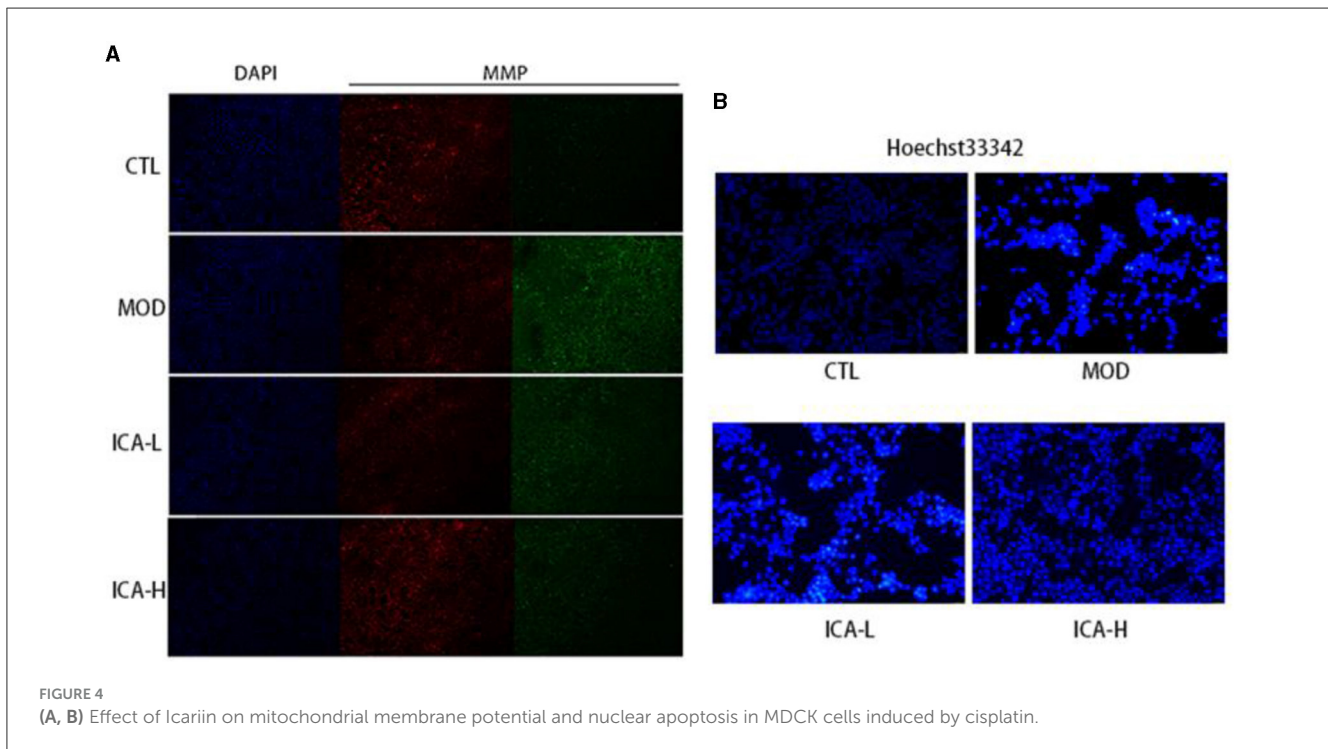 A
DAPI
MMP
CTL
MOD
ICA-L
ICA-H
B
Hoechst33342
CTL
MOD
ICA-L
ICA-H
FIGURE 4
(A, B) Effect of Icariin on mitochondrial membrane potential and nuclear apoptosis in MDCK cells induced by cisplatin.